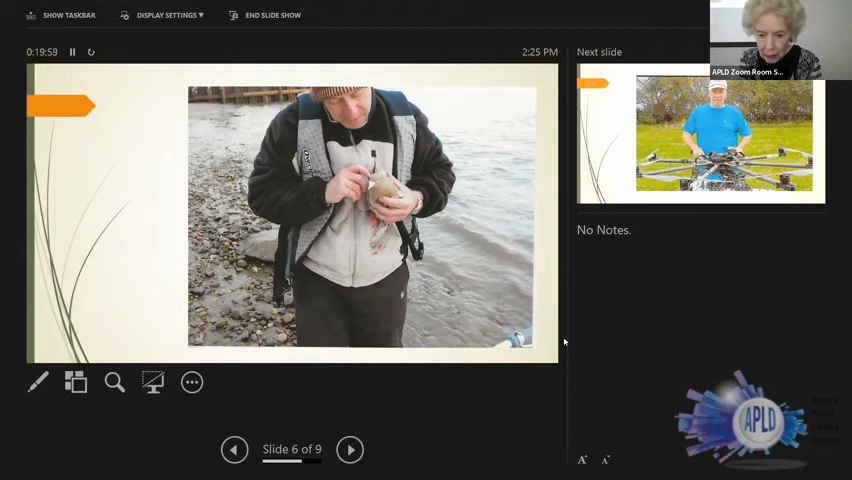 SHOW TASKBAR
DISPLAY SETTINGS ▼
END SLIDE SHOW
0:19:59
2:25 PM
Next slide
APLD Zoom Room S...
No Notes.
Slide 6 of 9
A
A
APLD